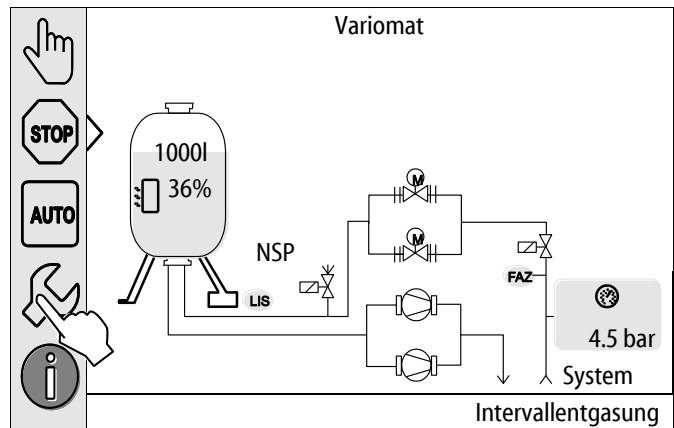 Variomat
STOP
1000l
36%
AUTO
NSP
LIS
M
M
FAZ
4.5 bar
System
i
Intervallentgasung